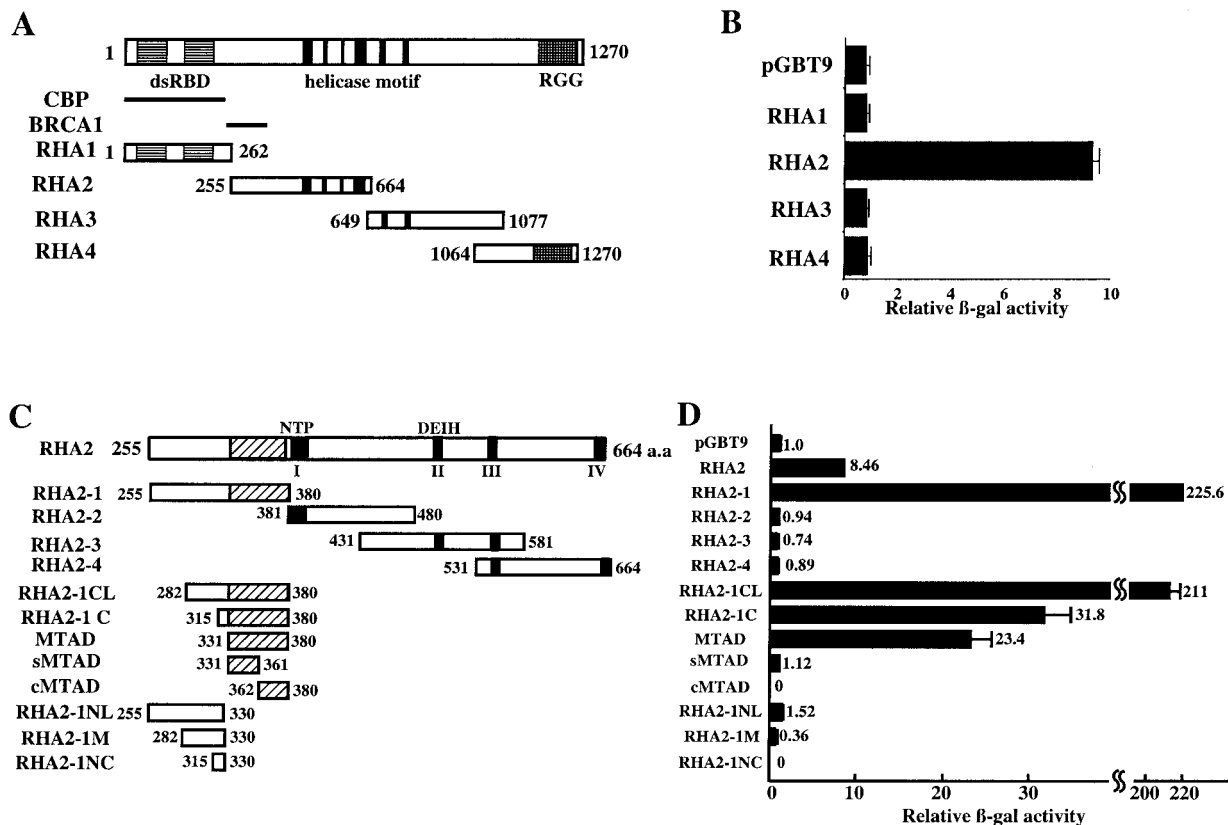 A
1 1270
dsRBD helicase motif RGG
CBP
BRCA1
RHA1 1 262
RHA2 255 664
RHA3 649 1077
RHA4 1064 1270
B
pGBT9
RHA1
RHA2
RHA3
RHA4
0 2 4 6 8 10
Relative ß-gal activity
C
NTP DEIH
RHA2 255 664 a.a
I II III IV
RHA2-1 255 380
RHA2-2 381 480
RHA2-3 431 581
RHA2-4 531 664
RHA2-1CL 282 380
RHA2-1 C 315 380
MTAD 331 380
sMTAD 331 361
cMTAD 362 380
RHA2-1NL 255 330
RHA2-1M 282 330
RHA2-1NC 315 330
D
pGBT9 1.0
RHA2 8.46
RHA2-1 225.6
RHA2-2 0.94
RHA2-3 0.74
RHA2-4 0.89
RHA2-1CL 211
RHA2-1C 31.8
MTAD 23.4
sMTAD 1.12
cMTAD 0
RHA2-1NL 1.52
RHA2-1M 0.36
RHA2-1NC 0
0 10 20 30 200 220
Relative ß-gal activity